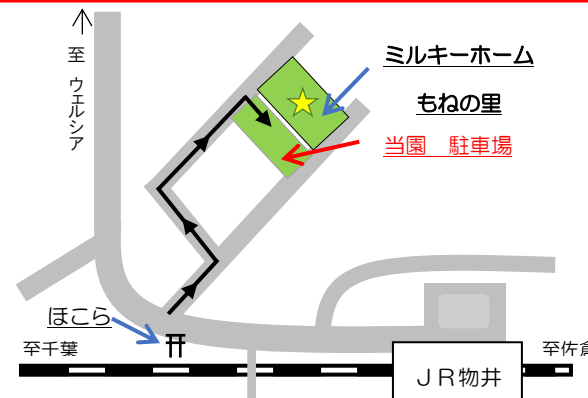 至 ウェルシア
ミルキーホーム
もねの里
当園 駐車場
ほこら
至千葉
至佐倉
JR物井